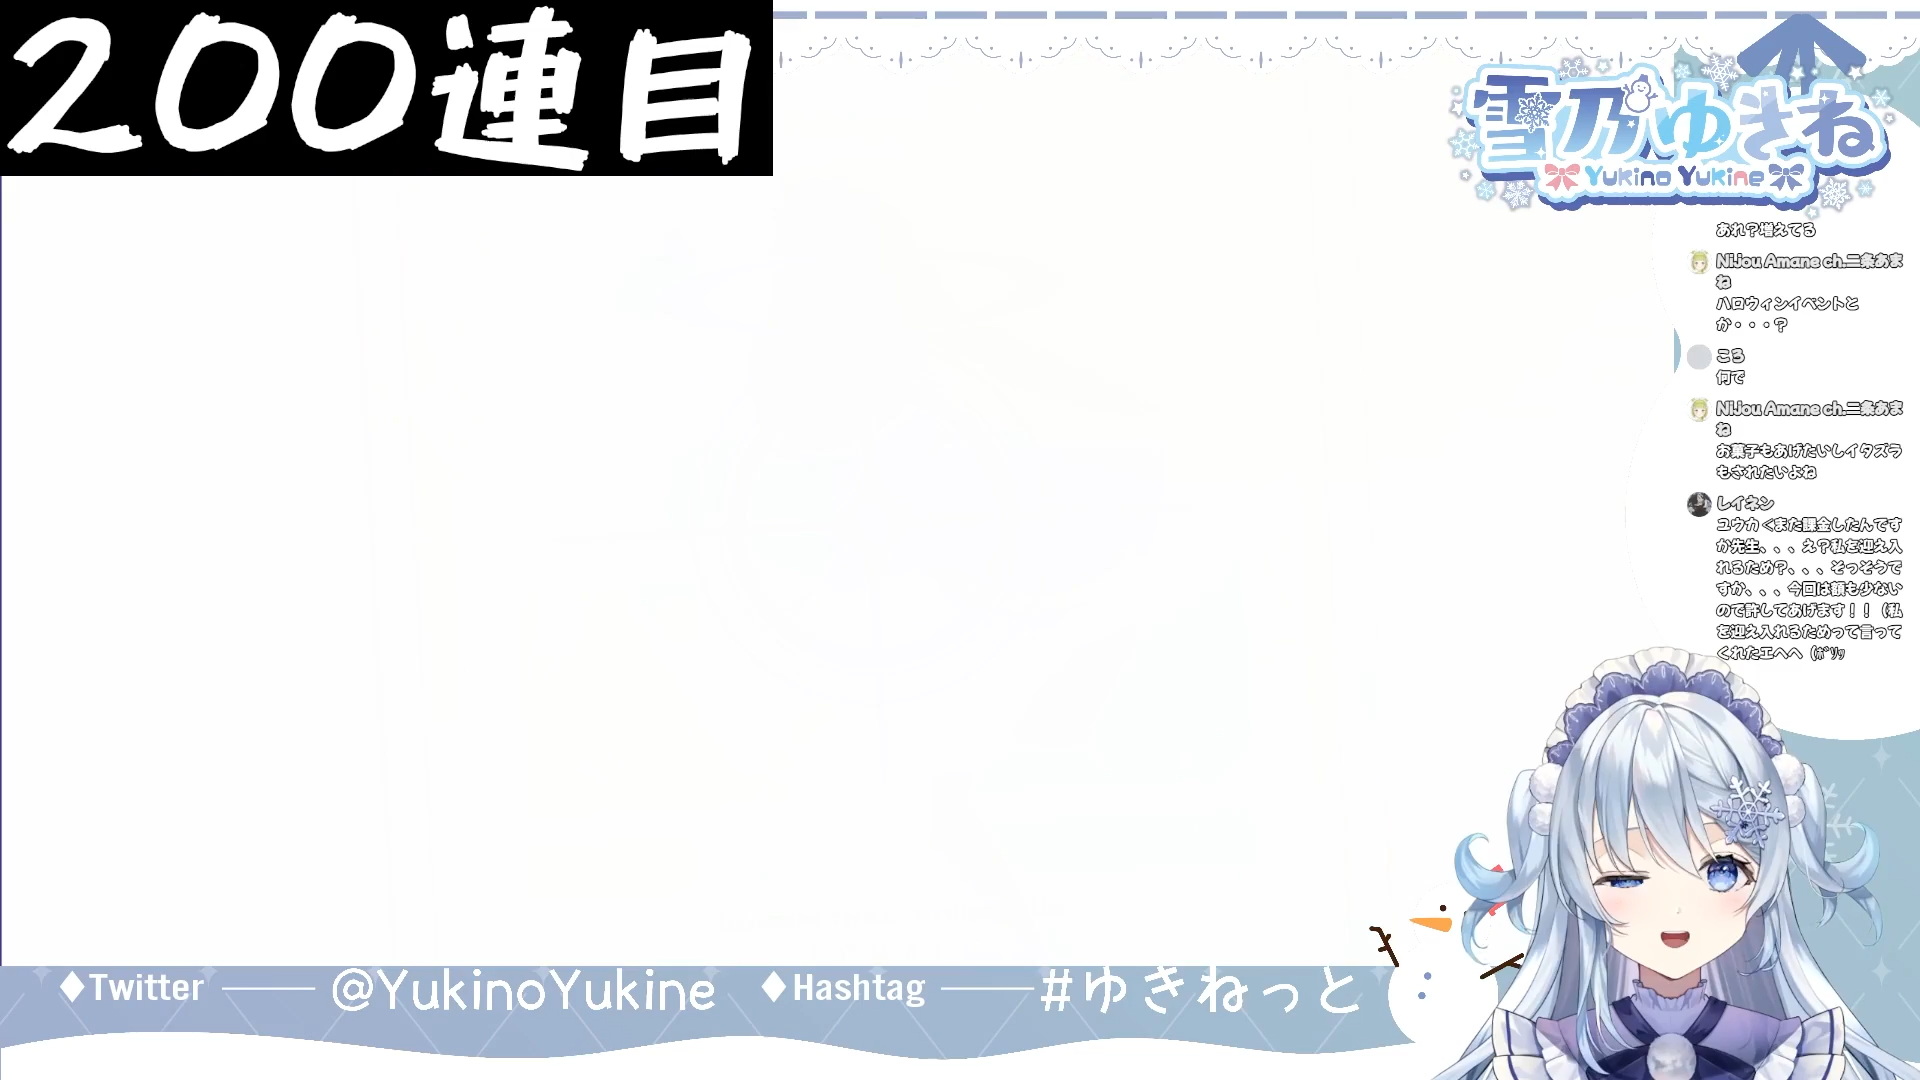 200連目
雪乃ゆきね
Yukino Yukine
あれ？増えてる
Nijou Amane ch.二条あま
ね
ハロウィンイベントと
か・・・？
ころ
何で
Nijou Amane ch.二条あま
ね
お菓子もあげたいしイタズラ
もされたいよね
レイネン
ユウカ＜また課金したんです
か先生、、、え？私を迎え入
れるため？、、、そっそうで
すか、、、今回は額も少ない
ので許してあげます！！（私
を迎え入れるためって言って
くれたエヘヘ（ﾎﾞｿｯ
♦Twitter
@YukinoYukine
♦Hashtag
#ゆきねっと